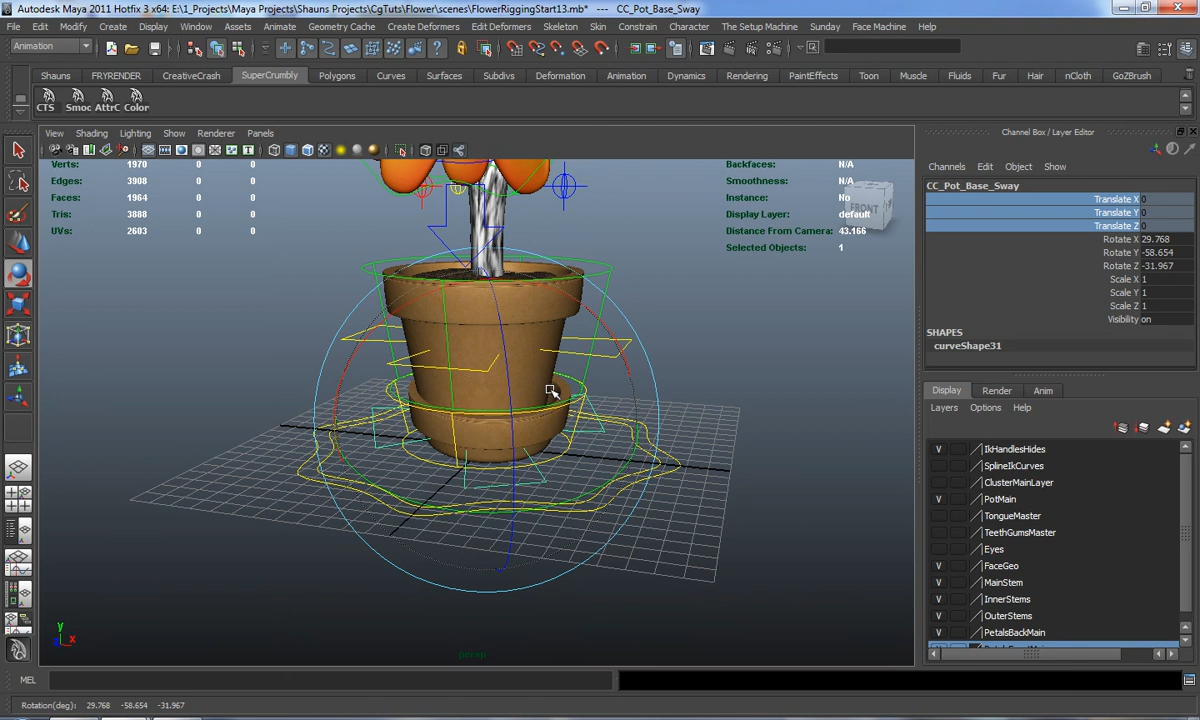 Autodesk Maya 2011 Hotfix 3 x64: E:\1_Projects\Maya Projects\Shauns Projects\CgTuts\Flower\scenes\FlowerRiggingStart13.mb* --- CC_Pot_Base_Sway
File Edit Modify Create Display Window Assets Animate Geometry Cache Create Deformers Edit Deformers Skeleton Skin Constrain Character Sunday Face Machine Help
Animation
Shauns FRYRENDER CreativeCrash SuperCrumbly Polygons Curves Surfaces Subdivs Deformation Animation Dynamics Rendering PaintEffects Toon Muscle Fluids Fur Hair nCloth GoZBrush
CTS Smoc AttrC Color
View Shading Lighting Show Renderer Panels
Verts: 1970 0 0
Edges: 3908 0 0
Faces: 1964 0 0
Tris: 3888 0 0
UVs: 2603 0 0
Backfaces: N/A
Smoothness: N/A
Instance: No
Display Layer: default
Distance From Camera: 43.166
Selected Objects: 1
FRONT
y
x
persp
Channel Box / Layer Editor
Channels Edit Object Show
CC_Pot_Base_Sway
Translate X 0
Translate Y 0
Translate Z 0
Rotate X 29.768
Rotate Y -58.654
Rotate Z -31.967
Scale X 1
Scale Y 1
Scale Z 1
Visibility on
SHAPES
curveShape31
Display Render Anim
Layers Options Help
V IkHandlesHides
SplineIkCurves
ClusterMainLayer
V PotMain
TongueMaster
TeethGumsMaster
Eyes
V FaceGeo
V MainStem
V InnerStems
V OuterStems
V PetalsBackMain
MEL
Rotation(deg): 29.768 -58.654 -31.967